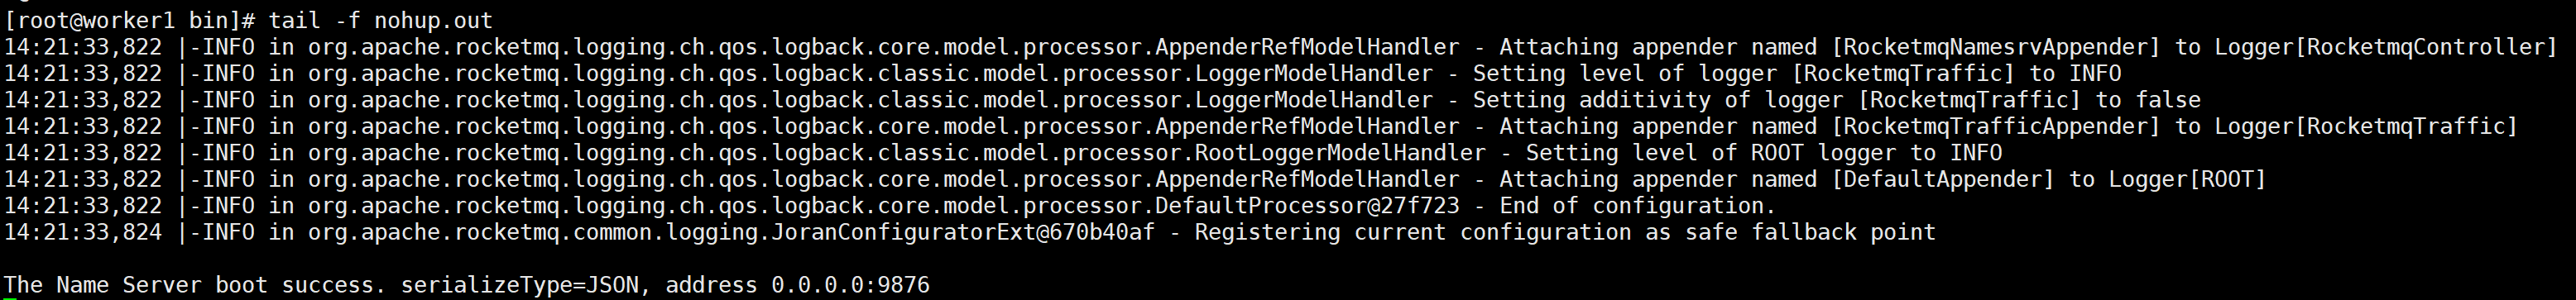 [root@worker1 bin]# tail -f nohup.out
14:21:33,822 |-INFO in org.apache.rocketmq.logging.ch.qos.logback.core.model.processor.AppenderRefModelHandler - Attaching appender named [RocketmqNamesrvAppender] to Logger[RocketmqController]
14:21:33,822 |-INFO in org.apache.rocketmq.logging.ch.qos.logback.classic.model.processor.LoggerModelHandler - Setting level of logger [RocketmqTraffic] to INFO
14:21:33,822 |-INFO in org.apache.rocketmq.logging.ch.qos.logback.classic.model.processor.LoggerModelHandler - Setting additivity of logger [RocketmqTraffic] to false
14:21:33,822 |-INFO in org.apache.rocketmq.logging.ch.qos.logback.core.model.processor.AppenderRefModelHandler - Attaching appender named [RocketmqTrafficAppender] to Logger[RocketmqTraffic]
14:21:33,822 |-INFO in org.apache.rocketmq.logging.ch.qos.logback.classic.model.processor.RootLoggerModelHandler - Setting level of ROOT logger to INFO
14:21:33,822 |-INFO in org.apache.rocketmq.logging.ch.qos.logback.core.model.processor.AppenderRefModelHandler - Attaching appender named [DefaultAppender] to Logger[ROOT]
14:21:33,822 |-INFO in org.apache.rocketmq.logging.ch.qos.logback.core.model.processor.DefaultProcessor@27f723 - End of configuration.
14:21:33,824 |-INFO in org.apache.rocketmq.common.logging.JoranConfiguratorExt@670b40af - Registering current configuration as safe fallback point
The Name Server boot success. serializeType=JSON, address 0.0.0.0:9876